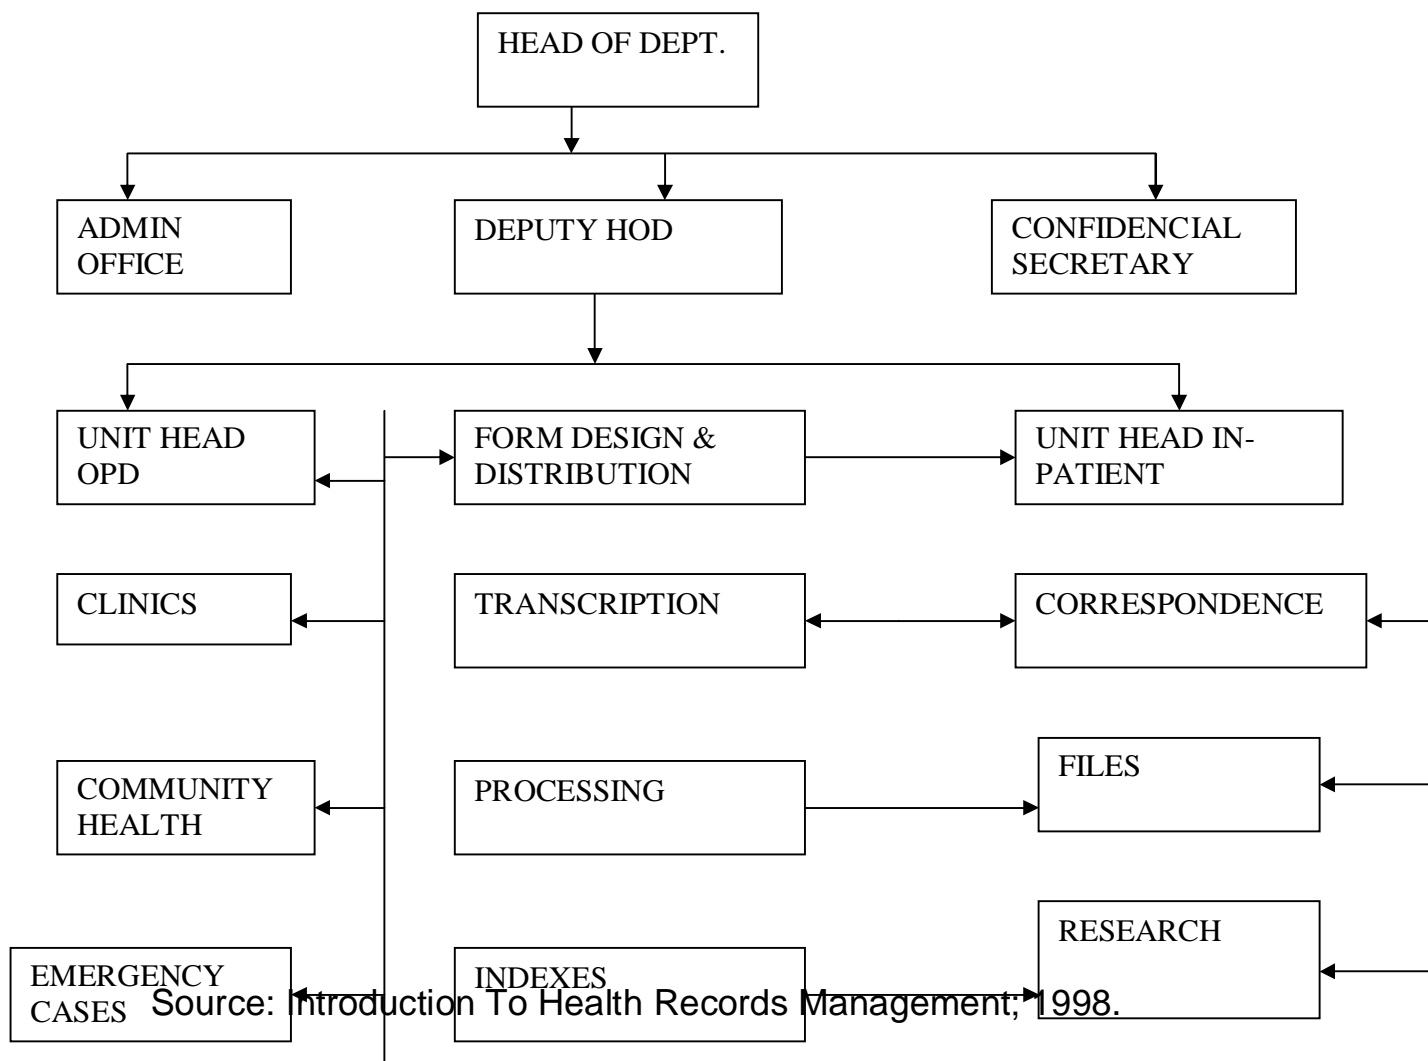 HEAD OF DEPT.
ADMIN
OFFICE
DEPUTY HOD
CONFIDENCIAL
SECRETARY
UNIT HEAD
OPD
FORM DESIGN &
DISTRIBUTION
UNIT HEAD IN-
PATIENT
CLINICS
TRANSCRIPTION
CORRESPONDENCE
COMMUNITY
HEALTH
PROCESSING
FILES
EMERGENCY
CASES
INDEXES
RESEARCH
Source: Introduction To Health Records Management; 1998.